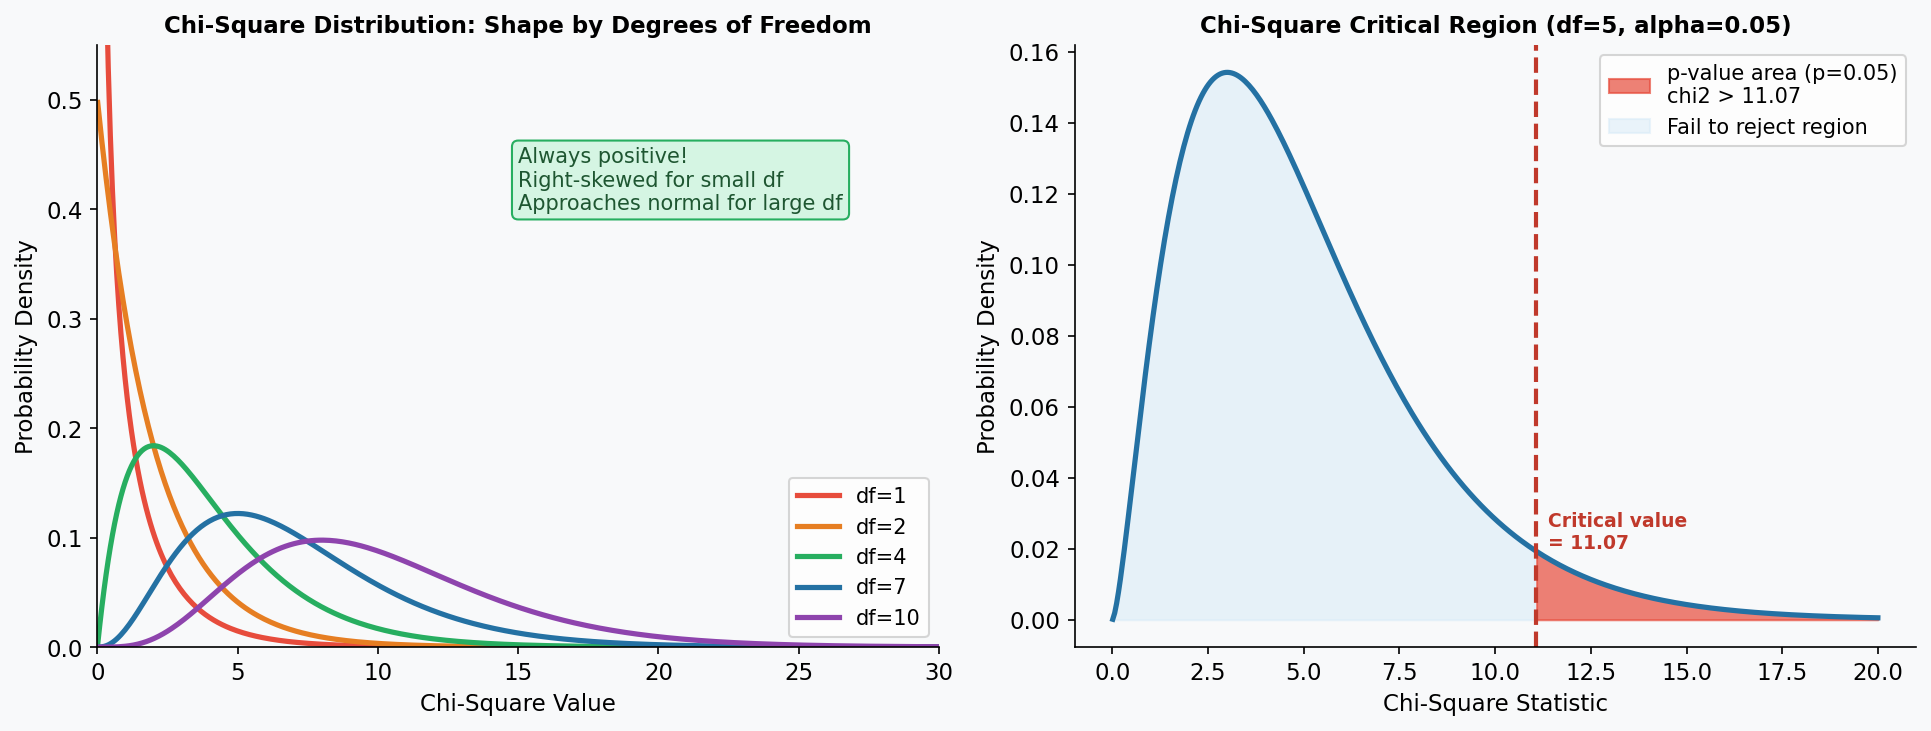 Chi-Square Distribution: Shape by Degrees of Freedom
Probability Density
0.5
0.4
0.3
0.2
0.1
0.0
Always positive!
Right-skewed for small df
Approaches normal for large df
df=1
df=2
df=4
df=7
df=10
0 5 10 15 20 25 30
Chi-Square Value
Chi-Square Critical Region (df=5, alpha=0.05)
Probability Density
0.16
0.14
0.12
0.10
0.08
0.06
0.04
0.02
0.00
p-value area (p=0.05)
chi2 > 11.07
Fail to reject region
Critical value
= 11.07
0.0 2.5 5.0 7.5 10.0 12.5 15.0 17.5 20.0
Chi-Square Statistic